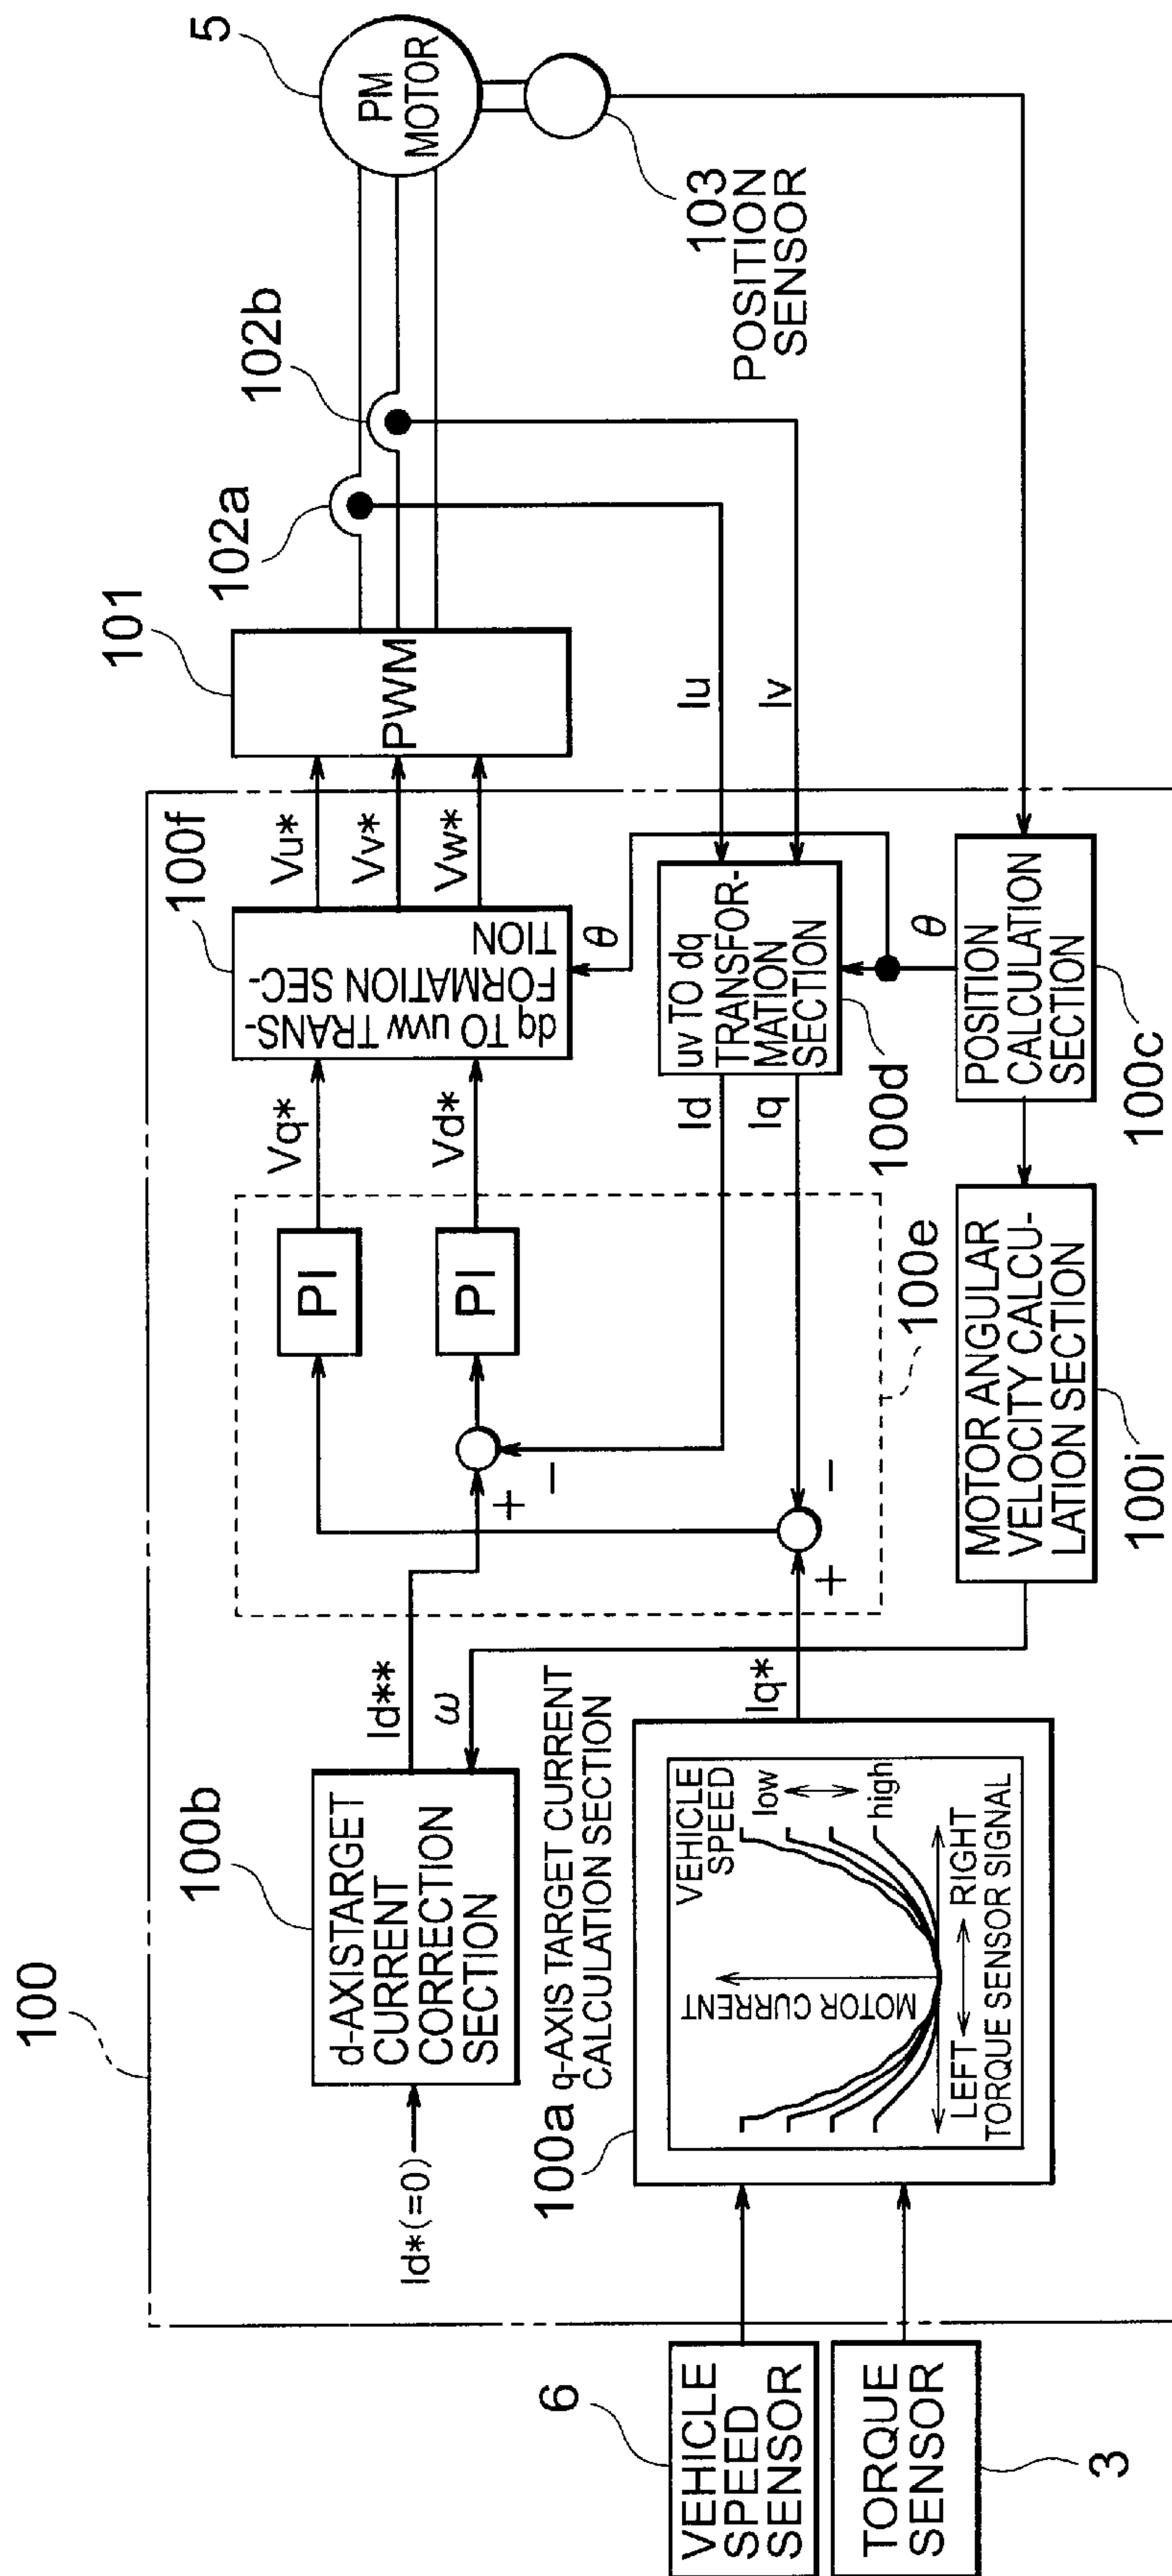 100
100b
d-AXISTARGET
CURRENT
CORRECTION
SECTION
Id*(=0)
Id**
ω
100a
q-AXIS TARGET CURRENT
CALCULATION SECTION
VEHICLE
SPEED
low
high
MOTOR CURRENT
LEFT
RIGHT
TORQUE SENSOR SIGNAL
6
VEHICLE
SPEED
SENSOR
TORQUE
SENSOR
3
Iq*
+
−
+
−
PI
PI
100e
Vq*
Vd*
100f
dq TO uvw TRANS-
FORMATION SEC-
TION
θ
Vu*
Vv*
Vw*
101
PWM
102a
102b
5
PM
MOTOR
103
POSITION
SENSOR
Iu
Iv
uv TO dq
TRANSFOR-
MATION
SECTION
Id
Iq
100d
θ
POSITION
CALCULATION
SECTION
100c
MOTOR ANGULAR
VELOCITY CALCU-
LATION SECTION
100i